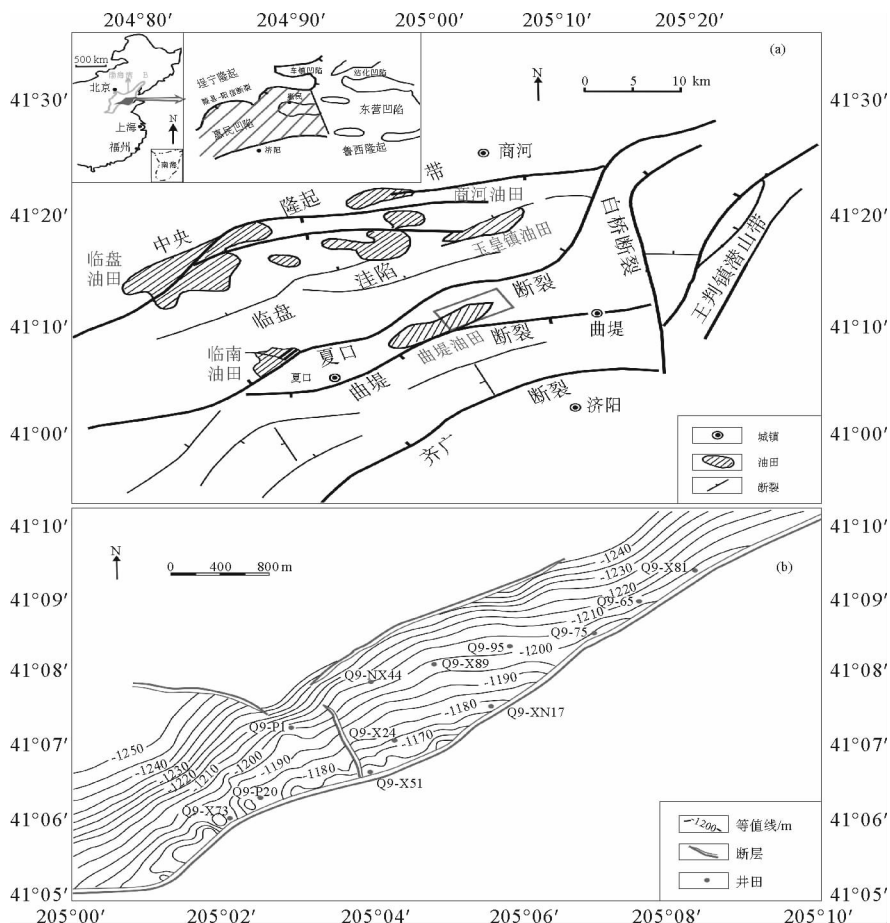 204°80′ 204°90′ 205°00′ 205°10′ 205°20′
(a)
500 km
北京
上海
福州
南海
N
埕宁隆起
车镇凹陷
沾化凹陷
惠民
东营凹陷
惠民凹陷
济阳
鲁西隆起
N
0 5 10 km
41°30′
41°20′
41°10′
41°00′
41°30′
41°20′
41°10′
41°00′
商河
中央 隆起 带
商河油田
玉皇镇油田
临盘
油田
临盘 洼陷
白桥断裂
王判镇潜山带
夏口 断裂
临南
油田
夏口
曲堤油田
曲堤 断裂
曲堤
齐广 断裂
济阳
城镇
油田
断裂
41°10′
41°09′
41°08′
41°07′
41°06′
41°05′
41°10′
41°09′
41°08′
41°07′
41°06′
41°05′
(b)
N
0 400 800 m
-1240
-1230
Q9-X81
-1220
Q9-65
-1210
Q9-75
Q9-95
-1200
Q9-X89
Q9-NX44
-1190
-1180
Q9-XN17
Q9-P1
Q9-X24
-1170
-1250
-1240
-1230
-1220
-1210
-1200
-1190
-1180
Q9-X51
Q9-P20
Q9-X73
-1200 等值线/m
断层
井田
205°00′ 205°02′ 205°04′ 205°06′ 205°08′ 205°10′